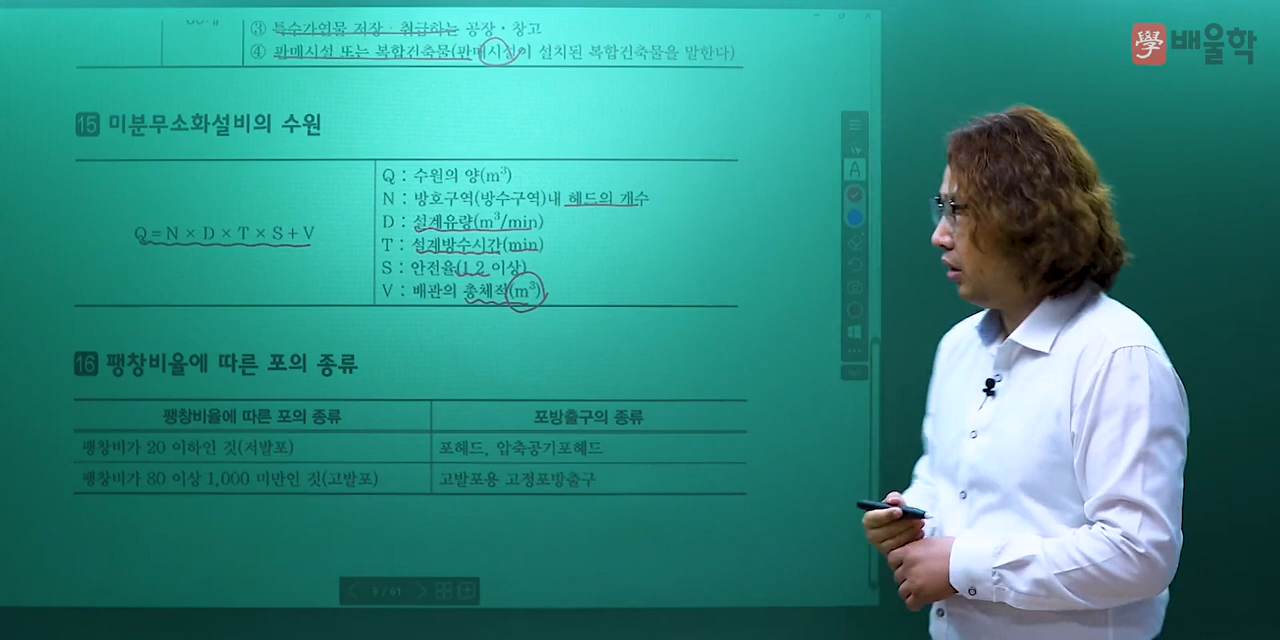 ③ 특수가연물 저장 · 취급하는 공장 · 창고
④ 판매시설 또는 복합건축물(판매시설이 설치된 복합건축물을 말한다)
學 배울학
15 미분무소화설비의 수원
Q=N×D×T×S+V
Q : 수원의 양(m³)
N : 방호구역(방수구역)내 헤드의 개수
D : 설계유량(m³/min)
T : 설계방수시간(min)
S : 안전율(1.2 이상)
V : 배관의 총체적(m³)
16 팽창비율에 따른 포의 종류
팽창비율에 따른 포의 종류 포방출구의 종류
팽창비가 20 이하인 것(저발포) 포헤드, 압축공기포헤드
팽창비가 80 이상 1,000 미만인 것(고발포) 고발포용 고정포방출구